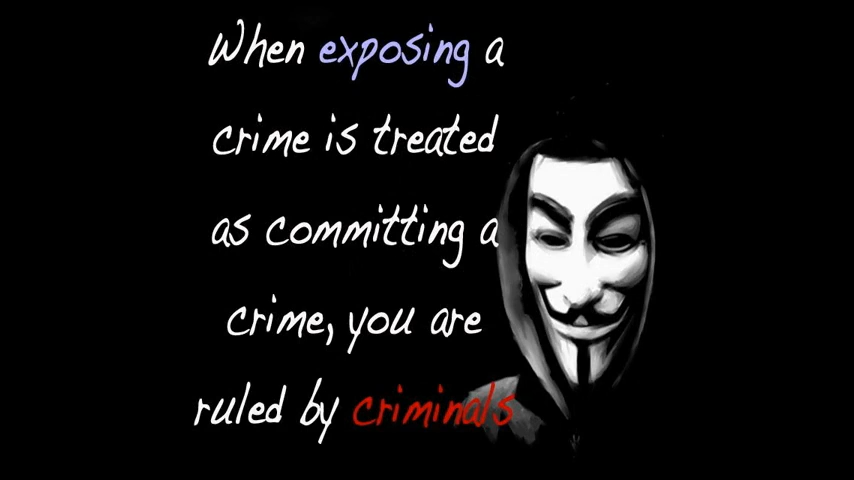 When exposing a
crime is treated
as committing a
crime, you are
ruled by criminals